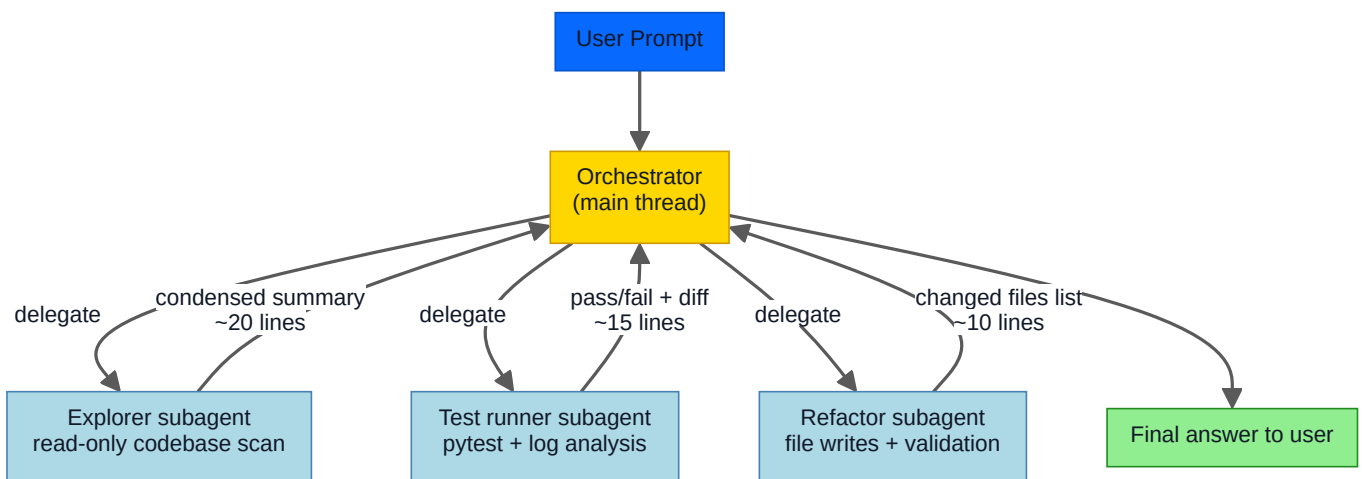 User Prompt
Orchestrator
(main thread)
delegate
condensed summary
~20 lines
delegate
pass/fail + diff
~15 lines
delegate
changed files list
~10 lines
Explorer subagent
read-only codebase scan
Test runner subagent
pytest + log analysis
Refactor subagent
file writes + validation
Final answer to user